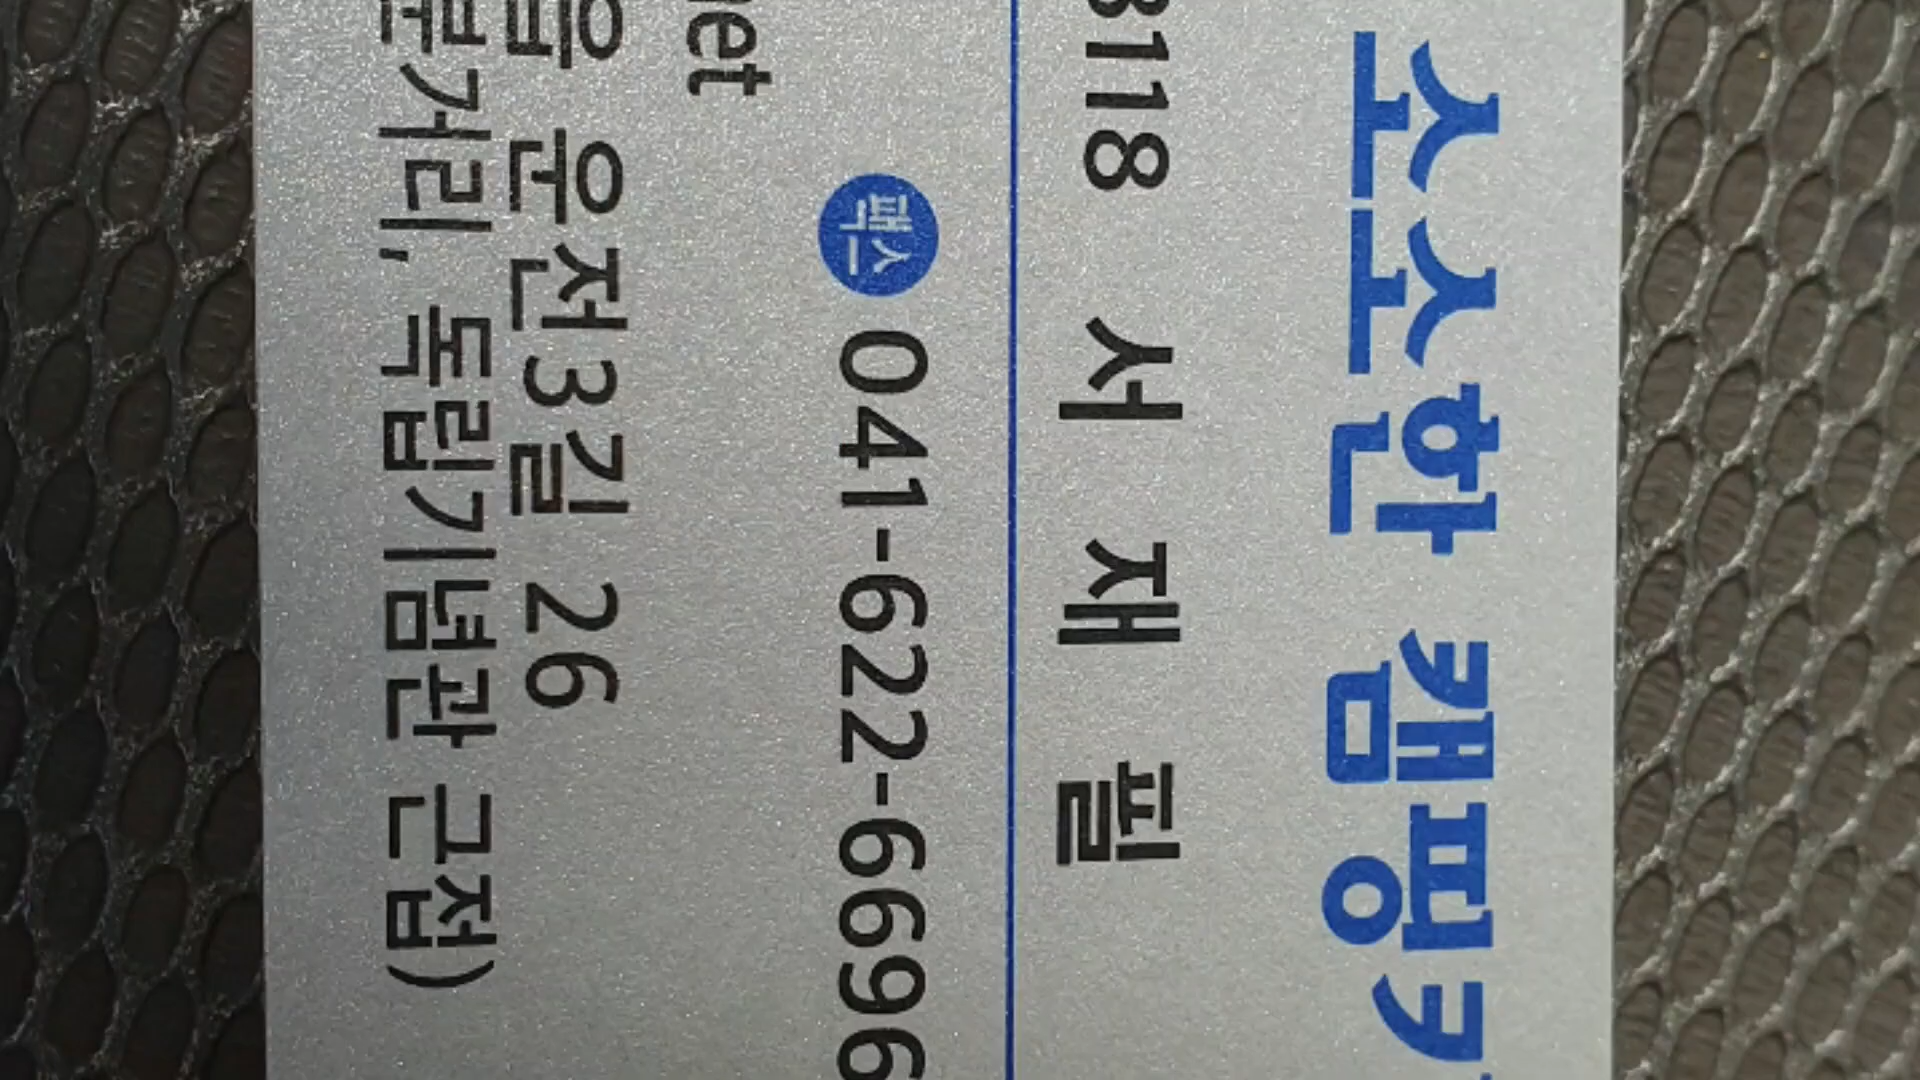 소소한 캠핑
8118 서 재 필
팩스 041-622-6696
net
읍 운전3길 26
거리, 독립기념관 근접)